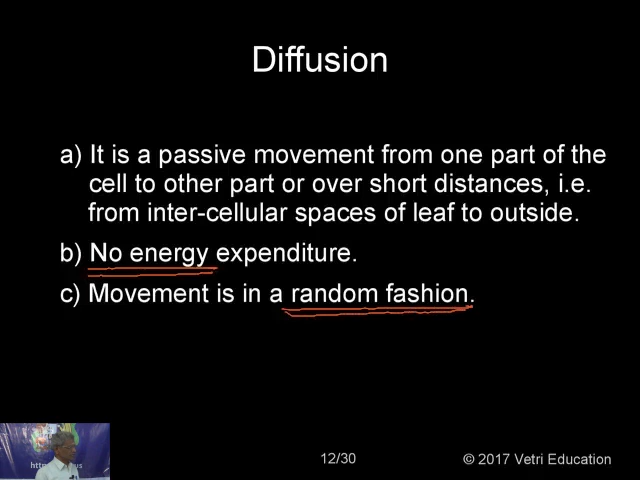 Diffusion
a) It is a passive movement from one part of the
cell to other part or over short distances, i.e.
from inter-cellular spaces of leaf to outside.
b) No energy expenditure.
c) Movement is in a random fashion.
12/30
© 2017 Vetri Education